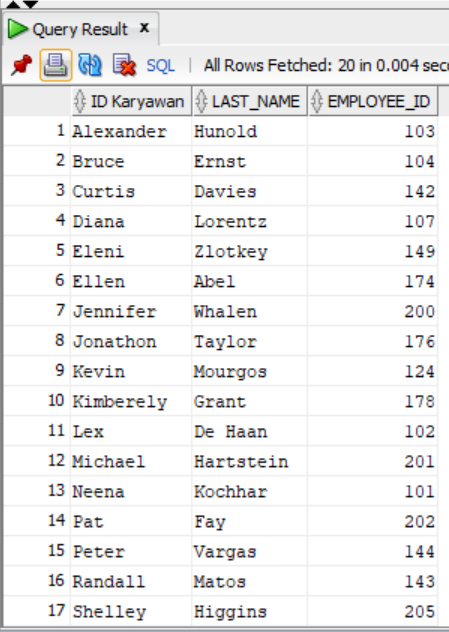 Query Result x
SQL | All Rows Fetched: 20 in 0.004 sec
ID Karyawan LAST_NAME EMPLOYEE_ID
1 Alexander Hunold 103
2 Bruce Ernst 104
3 Curtis Davies 142
4 Diana Lorentz 107
5 Eleni Zlotkey 149
6 Ellen Abel 174
7 Jennifer Whalen 200
8 Jonathon Taylor 176
9 Kevin Mourgos 124
10 Kimberely Grant 178
11 Lex De Haan 102
12 Michael Hartstein 201
13 Neena Kochhar 101
14 Pat Fay 202
15 Peter Vargas 144
16 Randall Matos 143
17 Shelley Higgins 205